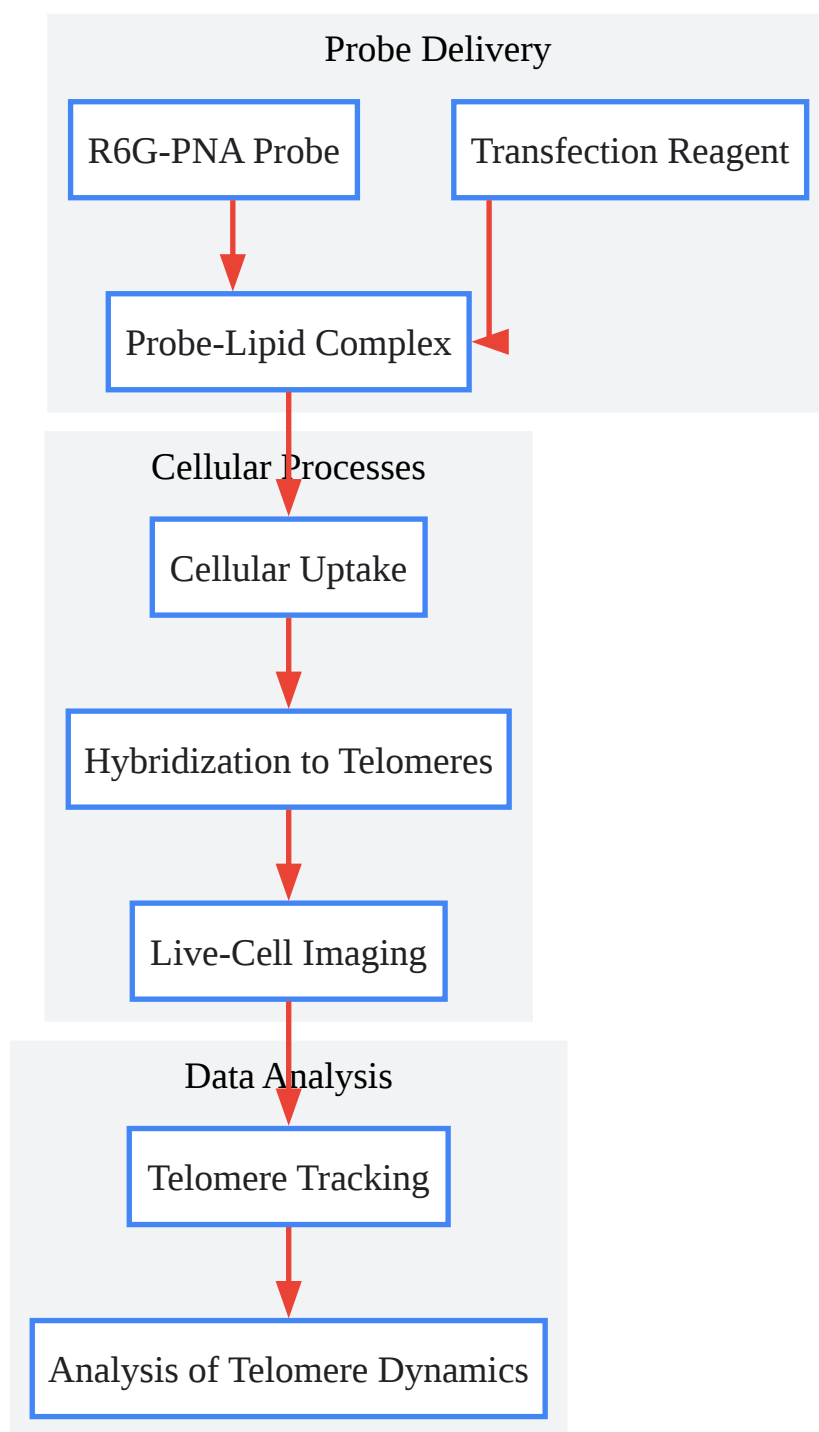 Probe Delivery
R6G-PNA Probe
Transfection Reagent
Probe-Lipid Complex
Cellular Processes
Cellular Uptake
Hybridization to Telomeres
Live-Cell Imaging
Data Analysis
Telomere Tracking
Analysis of Telomere Dynamics